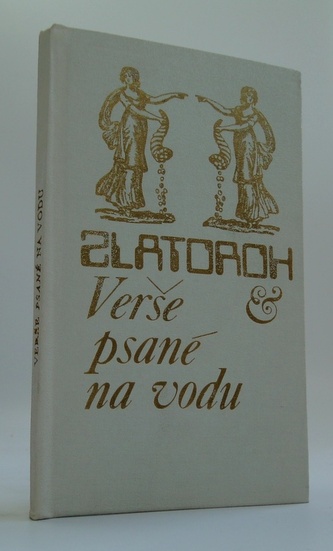 VERŠE PSANÉ NA VODU
ZLATOROH
&
Verše
psané
na vodu